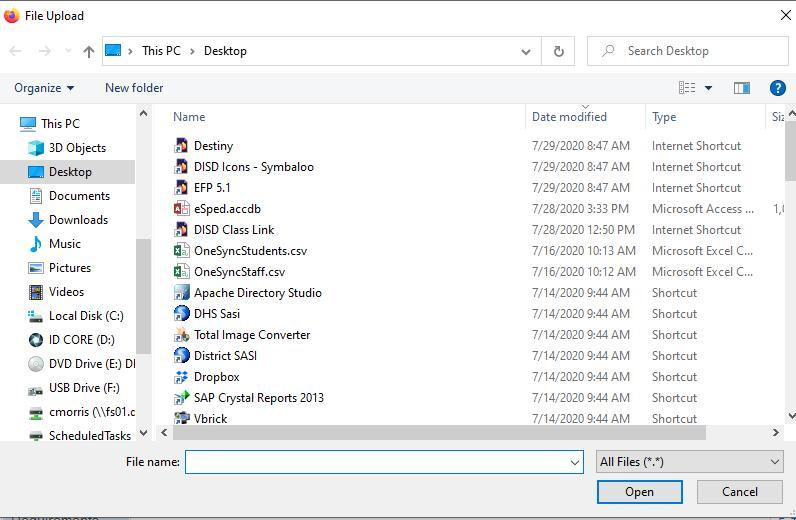 File Upload
This PC > Desktop
Search Desktop
Organize
New folder
?
This PC
3D Objects
Desktop
Documents
Downloads
Music
Pictures
Videos
Local Disk (C:)
ID CORE (D:)
DVD Drive (E:) DI
USB Drive (F:)
cmorris (\\fs01.d
ScheduledTasks
Name Date modified Type Siz
Destiny 7/29/2020 8:47 AM Internet Shortcut
DISD Icons - Symbaloo 7/29/2020 8:47 AM Internet Shortcut
EFP 5.1 7/29/2020 8:47 AM Internet Shortcut
eSped.accdb 7/28/2020 3:33 PM Microsoft Access ... 1,0
DISD Class Link 7/28/2020 12:50 PM Internet Shortcut
OneSyncStudents.csv 7/16/2020 10:13 AM Microsoft Excel C...
OneSyncStaff.csv 7/16/2020 10:12 AM Microsoft Excel C...
Apache Directory Studio 7/14/2020 9:44 AM Shortcut
DHS Sasi 7/14/2020 9:44 AM Shortcut
Total Image Converter 7/14/2020 9:44 AM Shortcut
District SASI 7/14/2020 9:44 AM Shortcut
Dropbox 7/14/2020 9:44 AM Shortcut
SAP Crystal Reports 2013 7/14/2020 9:44 AM Shortcut
Vbrick 7/14/2020 9:44 AM Shortcut
File name:
All Files (*.*)
Open
Cancel